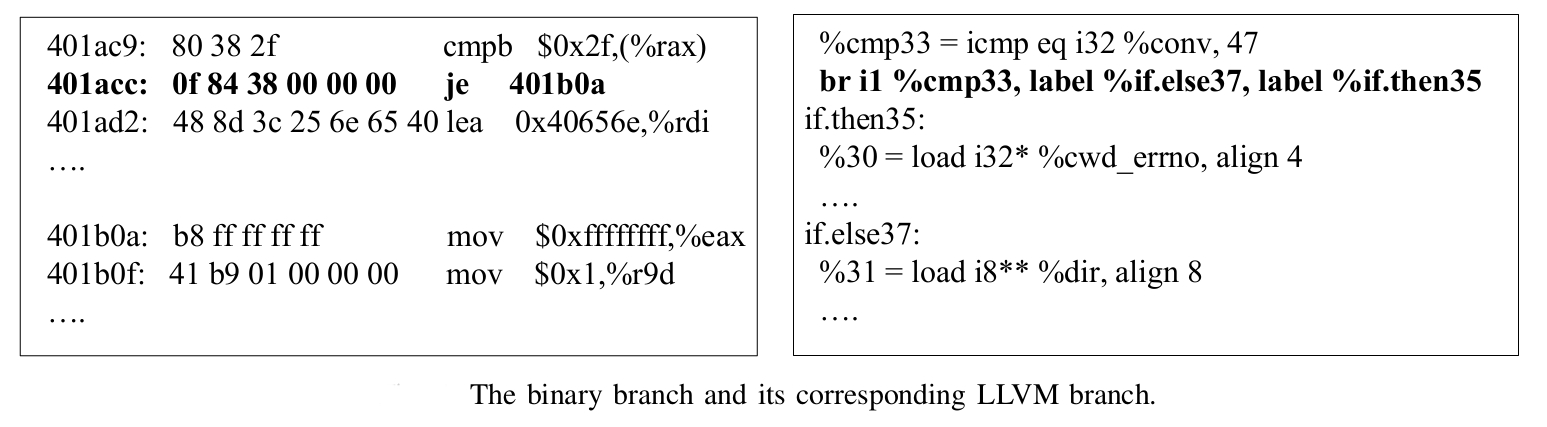 401ac9: 80 38 2f cmpb $0x2f,(%rax)
401acc: 0f 84 38 00 00 00 je 401b0a
401ad2: 48 8d 3c 25 6e 65 40 lea 0x40656e,%rdi
….
401b0a: b8 ff ff ff ff mov $0xffffffff,%eax
401b0f: 41 b9 01 00 00 00 mov $0x1,%r9d
….
%cmp33 = icmp eq i32 %conv, 47
br i1 %cmp33, label %if.else37, label %if.then35
if.then35:
%30 = load i32* %cwd_errno, align 4
….
if.else37:
%31 = load i8** %dir, align 8
….
The binary branch and its corresponding LLVM branch.